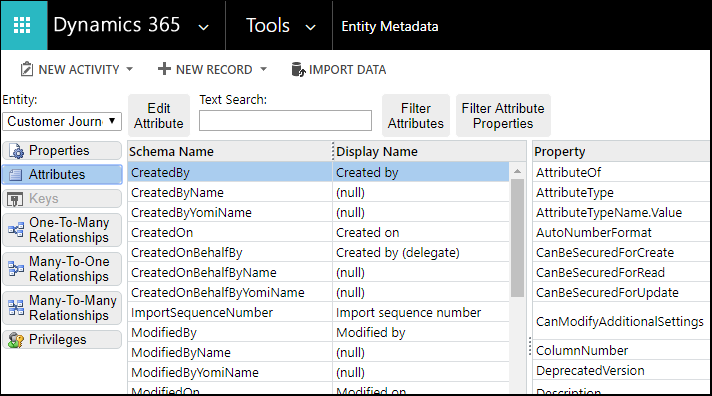 Dynamics 365 Tools Entity Metadata
NEW ACTIVITY NEW RECORD IMPORT DATA
Entity:
Customer Journ
Edit
Attribute
Text Search:
Filter
Attributes
Filter Attribute
Properties
Properties
Attributes
Keys
One-To-Many
Relationships
Many-To-One
Relationships
Many-To-Many
Relationships
Privileges
Schema Name Display Name
CreatedBy Created by
CreatedByName (null)
CreatedByYomiName (null)
CreatedOn Created on
CreatedOnBehalfBy Created by (delegate)
CreatedOnBehalfByName (null)
CreatedOnBehalfByYomiName (null)
ImportSequenceNumber Import sequence number
ModifiedBy Modified by
ModifiedByName (null)
ModifiedByYomiName (null)
ModifiedOn Modified on
Property
AttributeOf
AttributeType
AttributeTypeName.Value
AutoNumberFormat
CanBeSecuredForCreate
CanBeSecuredForRead
CanBeSecuredForUpdate
CanModifyAdditionalSettings
ColumnNumber
DeprecatedVersion
Description